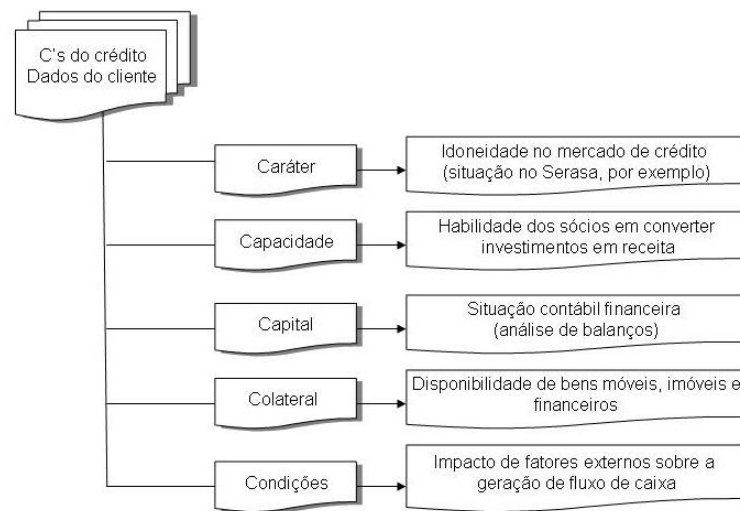 C's do crédito
Dados do cliente
Caráter
Idoneidade no mercado de crédito
(situação no Serasa, por exemplo)
Capacidade
Habilidade dos sócios em converter
investimentos em receita
Capital
Situação contábil financeira
(análise de balanços)
Colateral
Disponibilidade de bens móveis, imóveis e
financeiros
Condições
Impacto de fatores externos sobre a
geração de fluxo de caixa